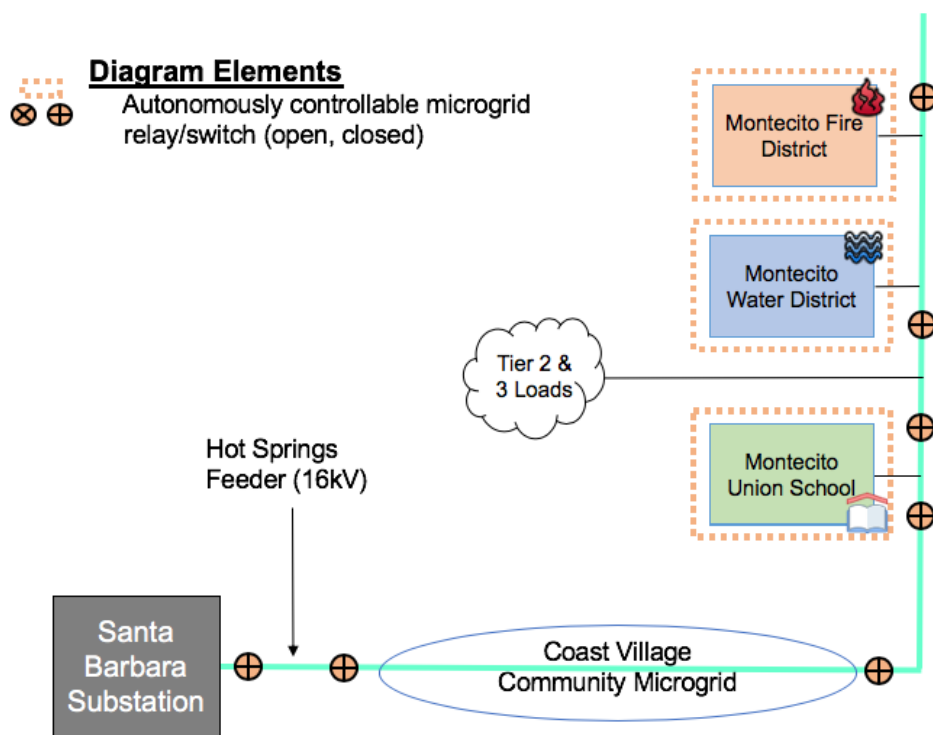 Diagram Elements
Autonomously controllable microgrid
relay/switch (open, closed)
Montecito Fire
District
Montecito
Water District
Tier 2 &
3 Loads
Hot Springs
Feeder (16kV)
Montecito
Union School
Santa
Barbara
Substation
Coast Village
Community Microgrid